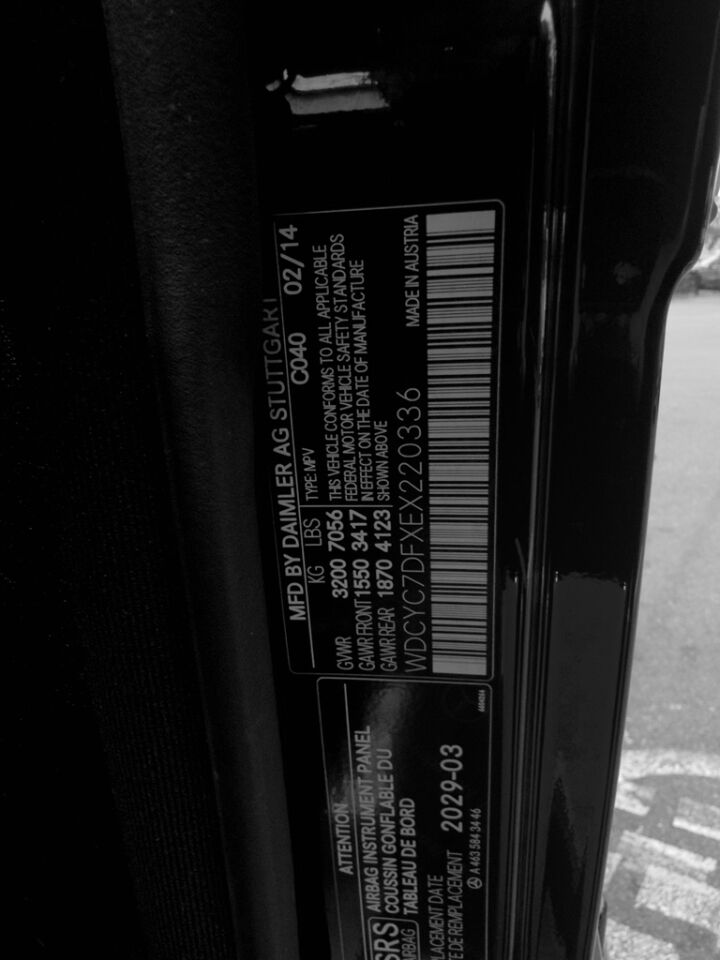 MFD BY DAIMLER AG STUTTGART
KG LBS TYPE: MPV C040 02/14
GVWR 3200 7056 THIS VEHICLE CONFORMS TO ALL APPLICABLE
GAWR FRONT 1550 3417 FEDERAL MOTOR VEHICLE SAFETY STANDARDS
IN EFFECT ON THE DATE OF MANUFACTURE
GAWR REAR 1870 4123 SHOWN ABOVE
WDCYC7DFXEX220336 MADE IN AUSTRIA
ATTENTION
SRS AIRBAG INSTRUMENT PANEL
COUSSIN GONFLABLE DU
AIRBAG TABLEAU DE BORD
LACEMENT DATE
TE DE REMPLACEMENT 2029-03
A 463 584 34 46